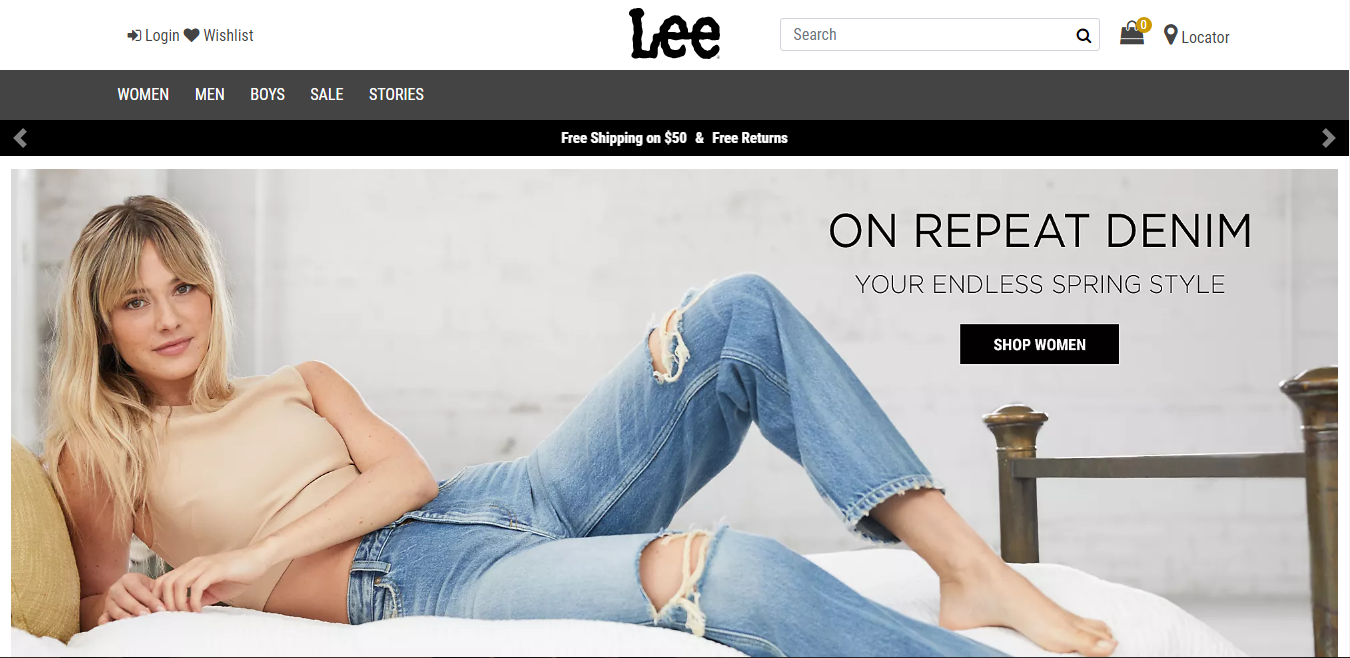 Login Wishlist
Lee
Search
0
Locator
WOMEN MEN BOYS SALE STORIES
Free Shipping on $50 & Free Returns
ON REPEAT DENIM
YOUR ENDLESS SPRING STYLE
SHOP WOMEN